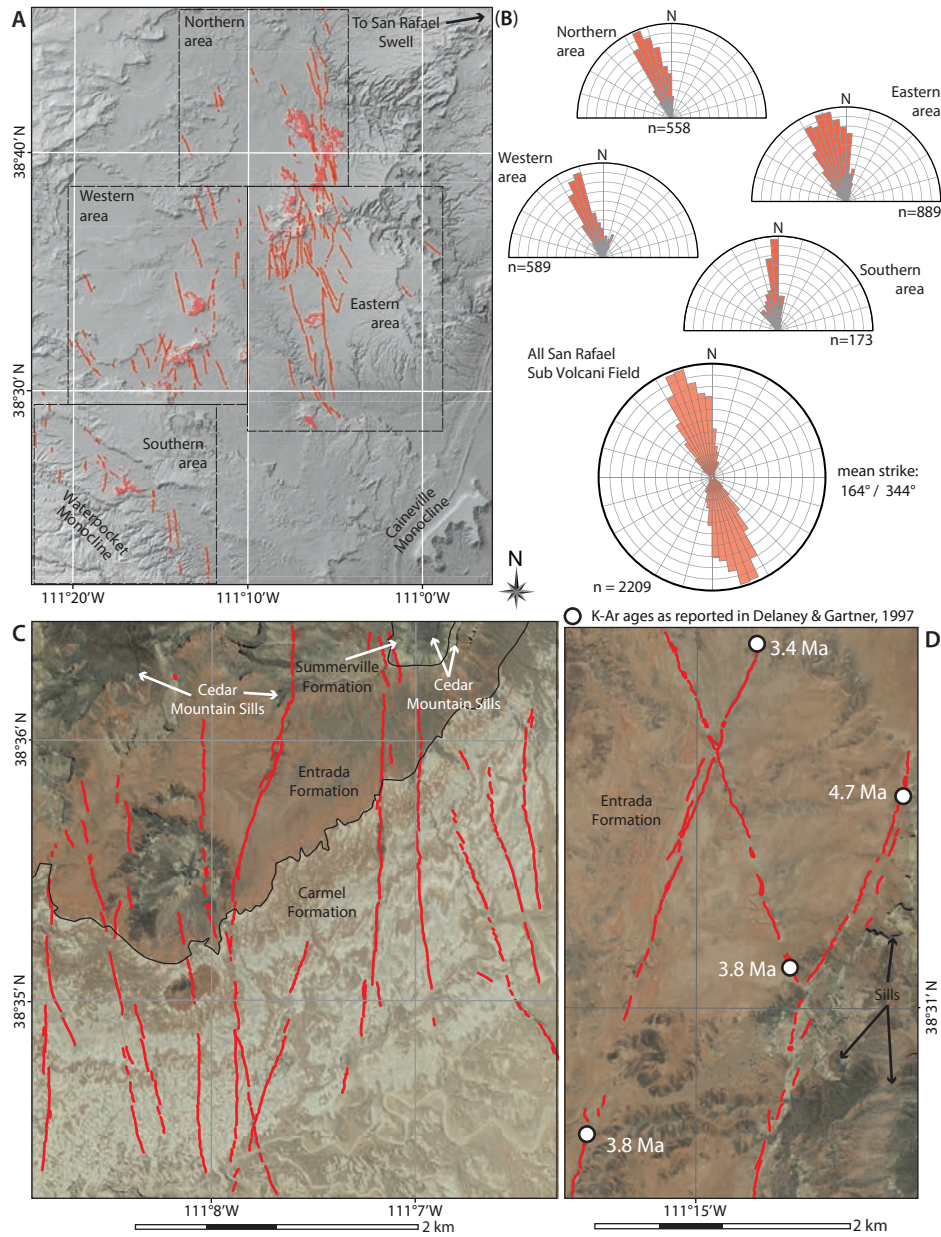 A
Northern
area
To San Rafael
Swell
38°40' N
Western
area
Eastern
area
38°30' N
Southern
area
Waterpocket
Monocline
Caineville
Monocline
111°20'W
111°10'W
111°0'W
N
(B)
Northern
area
N
n=558
Eastern
area
N
n=889
Western
area
N
n=589
N
Southern
area
n=173
All San Rafael
Sub Volcani Field
N
mean strike:
164° / 344°
n = 2209
C
Summerville
Formation
Cedar
Mountain Sills
Cedar
Mountain Sills
38°36' N
Entrada
Formation
Carmel
Formation
38°35' N
111°8'W
111°7'W
2 km
K-Ar ages as reported in Delaney & Gartner, 1997
D
3.4 Ma
4.7 Ma
Entrada
Formation
3.8 Ma
Sills
38°31' N
3.8 Ma
111°15'W
2 km